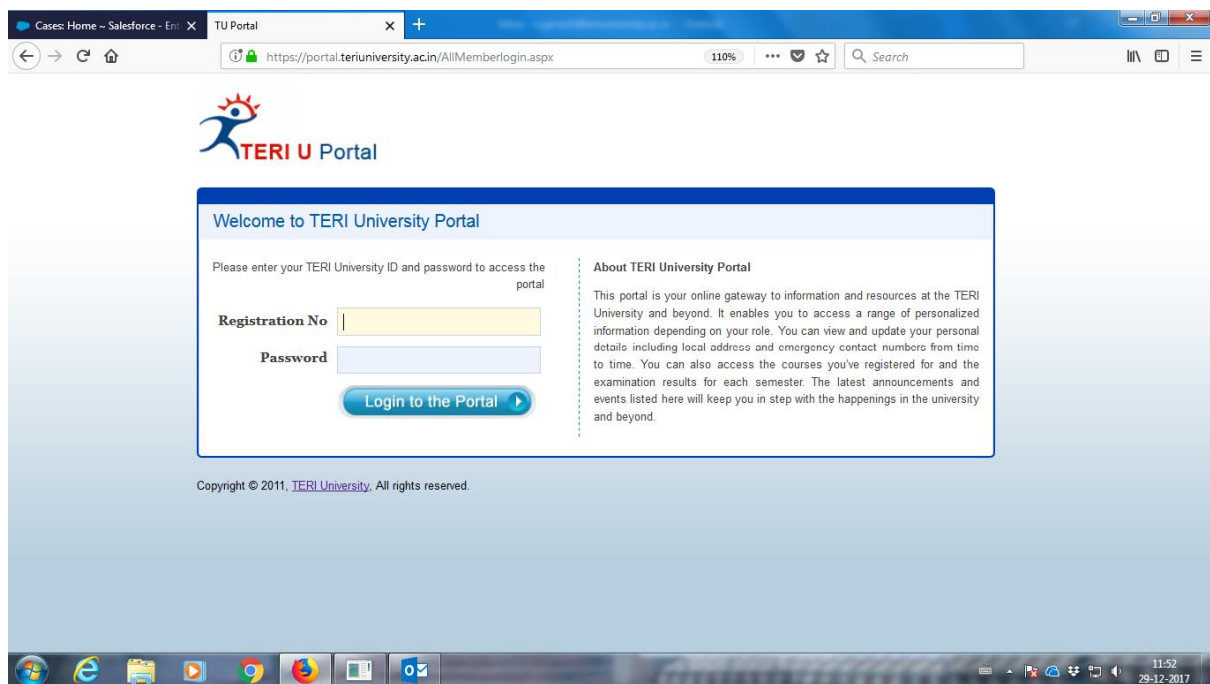 Cases: Home ~ Salesforce - Ent
TU Portal
https://portal.teriuniversity.ac.in/AllMemberlogin.aspx
110%
Search
TERI U Portal
Welcome to TERI University Portal
Please enter your TERI University ID and password to access the
portal
Registration No
Password
Login to the Portal
About TERI University Portal
This portal is your online gateway to information and resources at the TERI
University and beyond. It enables you to access a range of personalized
information depending on your role. You can view and update your personal
details including local address and emergency contact numbers from time
to time. You can also access the courses you've registered for and the
examination results for each semester. The latest announcements and
events listed here will keep you in step with the happenings in the university
and beyond.
Copyright © 2011, TERI University, All rights reserved.
11:52
29-12-2017